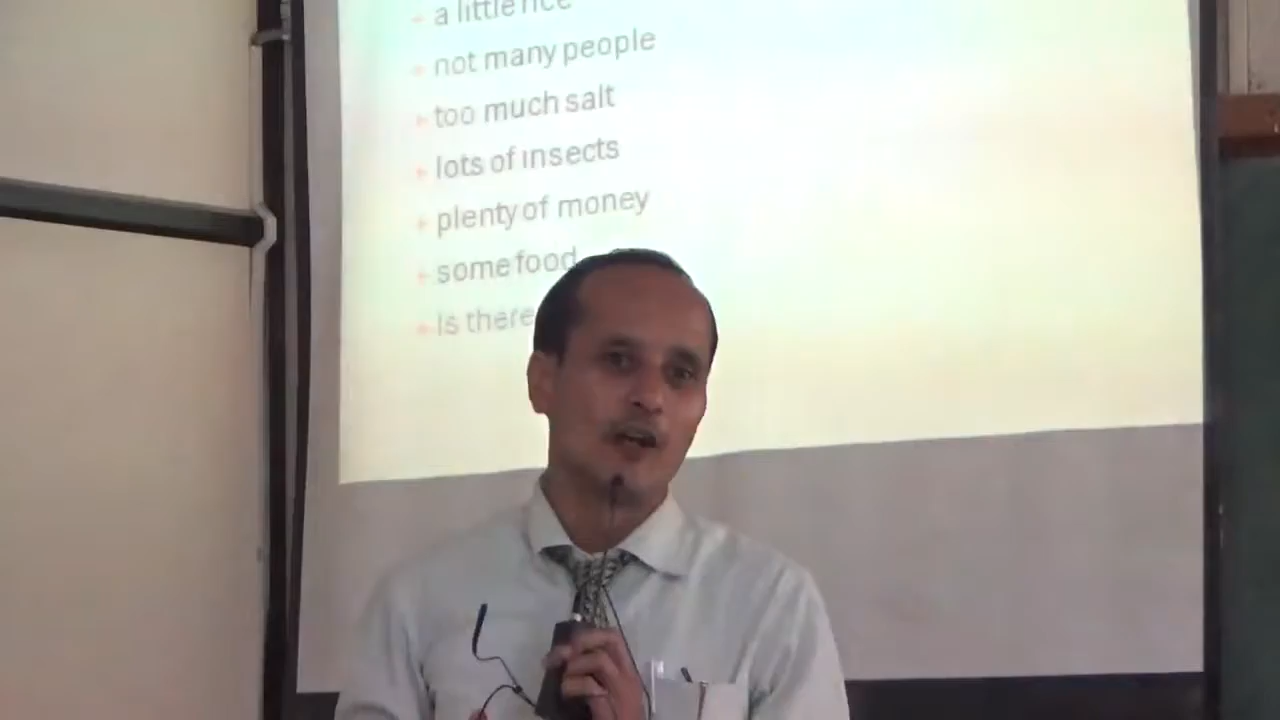 a little rice
not many people
too much salt
lots of insects
plenty of money
some food
Is there